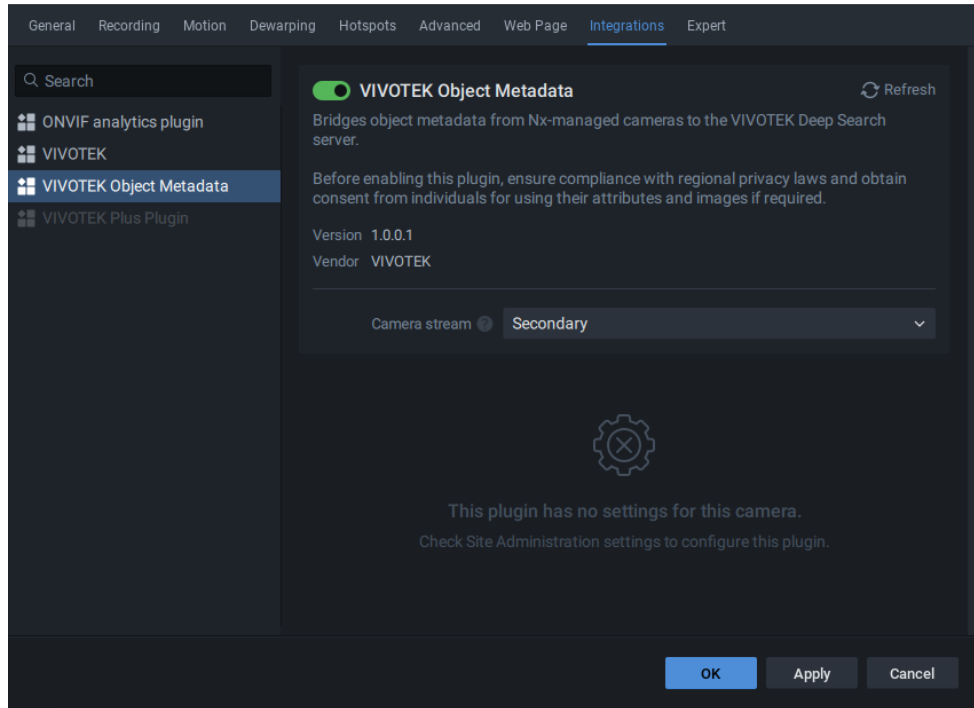 General Recording Motion Dewarping Hotspots Advanced Web Page Integrations Expert
Search
ONVIF analytics plugin
VIVOTEK
VIVOTEK Object Metadata
VIVOTEK Plus Plugin
VIVOTEK Object Metadata Refresh
Bridges object metadata from Nx-managed cameras to the VIVOTEK Deep Search
server.
Before enabling this plugin, ensure compliance with regional privacy laws and obtain
consent from individuals for using their attributes and images if required.
Version 1.0.0.1
Vendor VIVOTEK
Camera stream ? Secondary
This plugin has no settings for this camera.
Check Site Administration settings to configure this plugin.
OK Apply Cancel